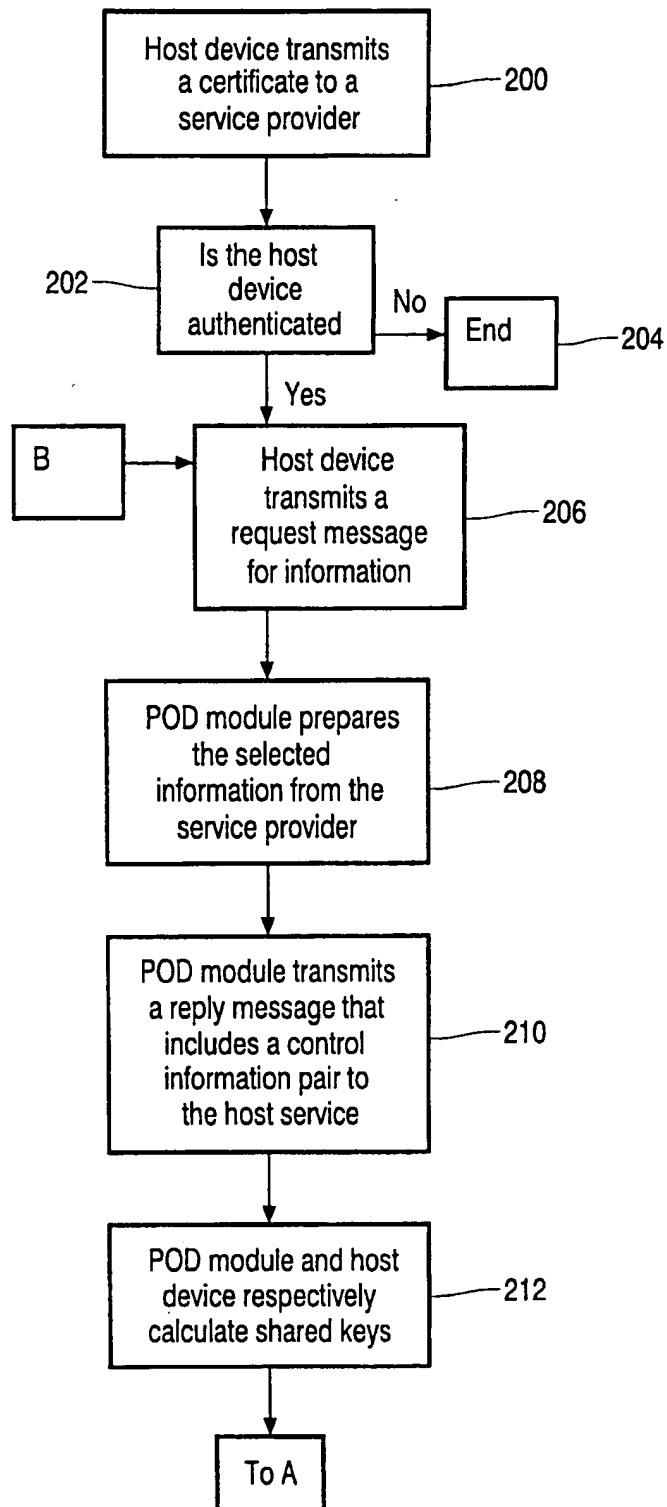 Host device transmits
a certificate to a
service provider
200
Is the host
device
authenticated
202
No
End
204
Yes
B
Host device
transmits a
request message
for information
206
POD module prepares
the selected
information from the
service provider
208
POD module transmits
a reply message that
includes a control
information pair to
the host service
210
POD module and host
device respectively
calculate shared keys
212
To A